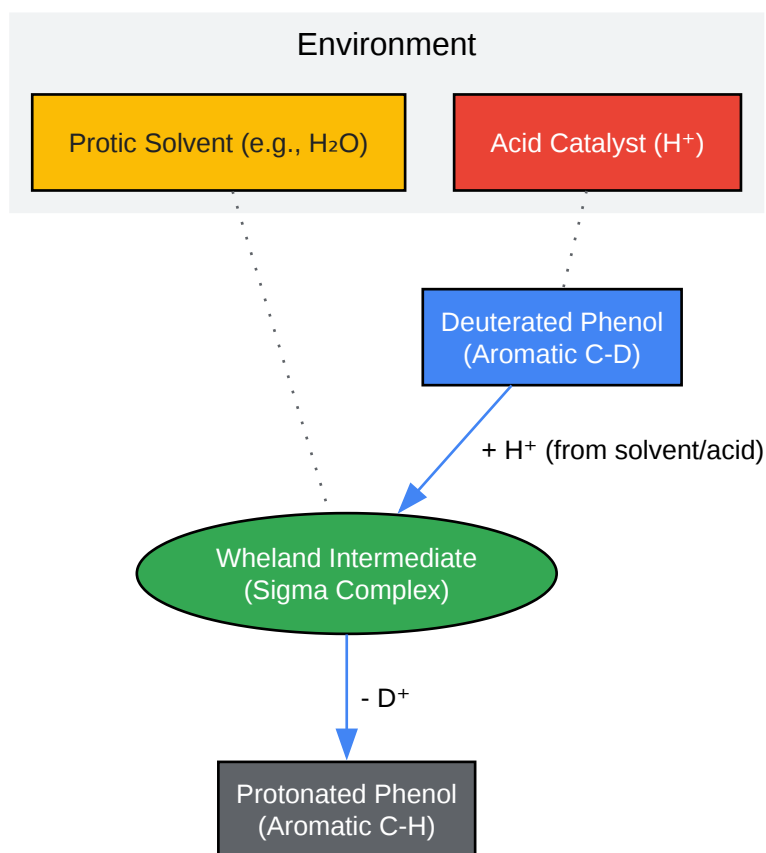 Environment
Protic Solvent (e.g., H₂O)
Acid Catalyst (H⁺)
Deuterated Phenol
(Aromatic C-D)
+ H⁺ (from solvent/acid)
Wheland Intermediate
(Sigma Complex)
- D⁺
Protonated Phenol
(Aromatic C-H)